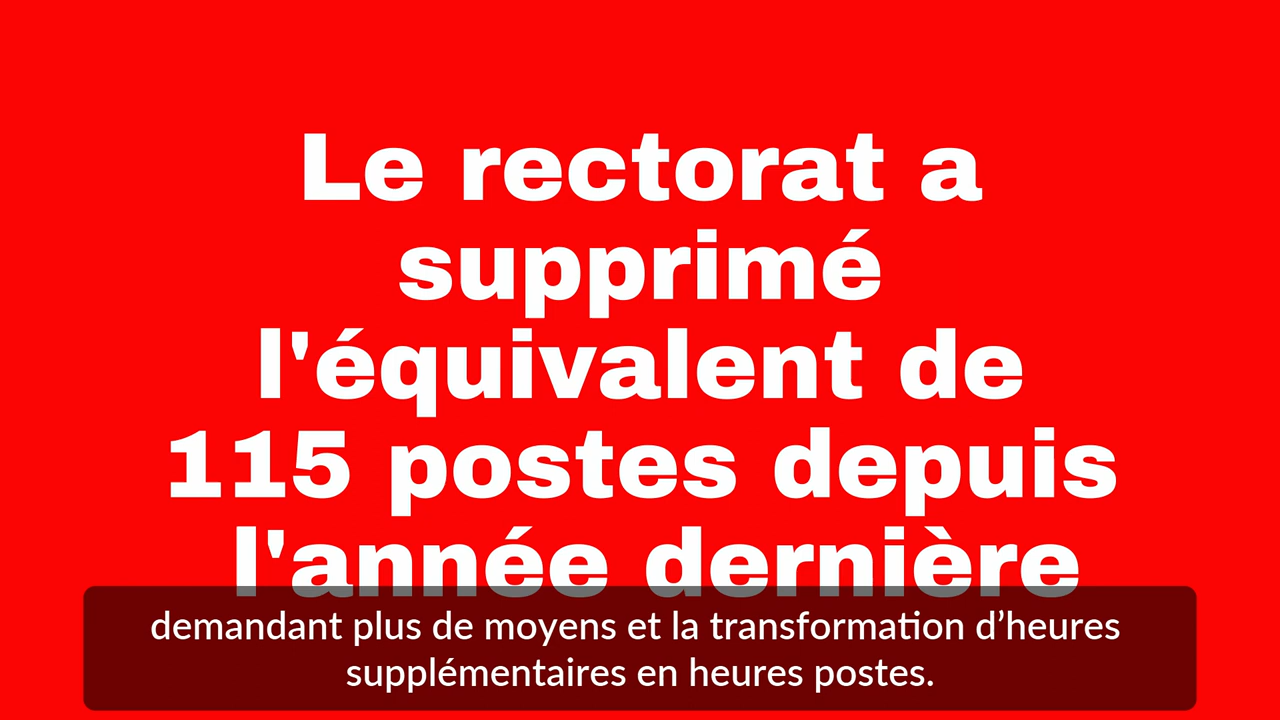 Le rectorat a
supprimé
l'équivalent de
115 postes depuis
l'année dernière
demandant plus de moyens et la transformation d’heures
supplémentaires en heures postes.